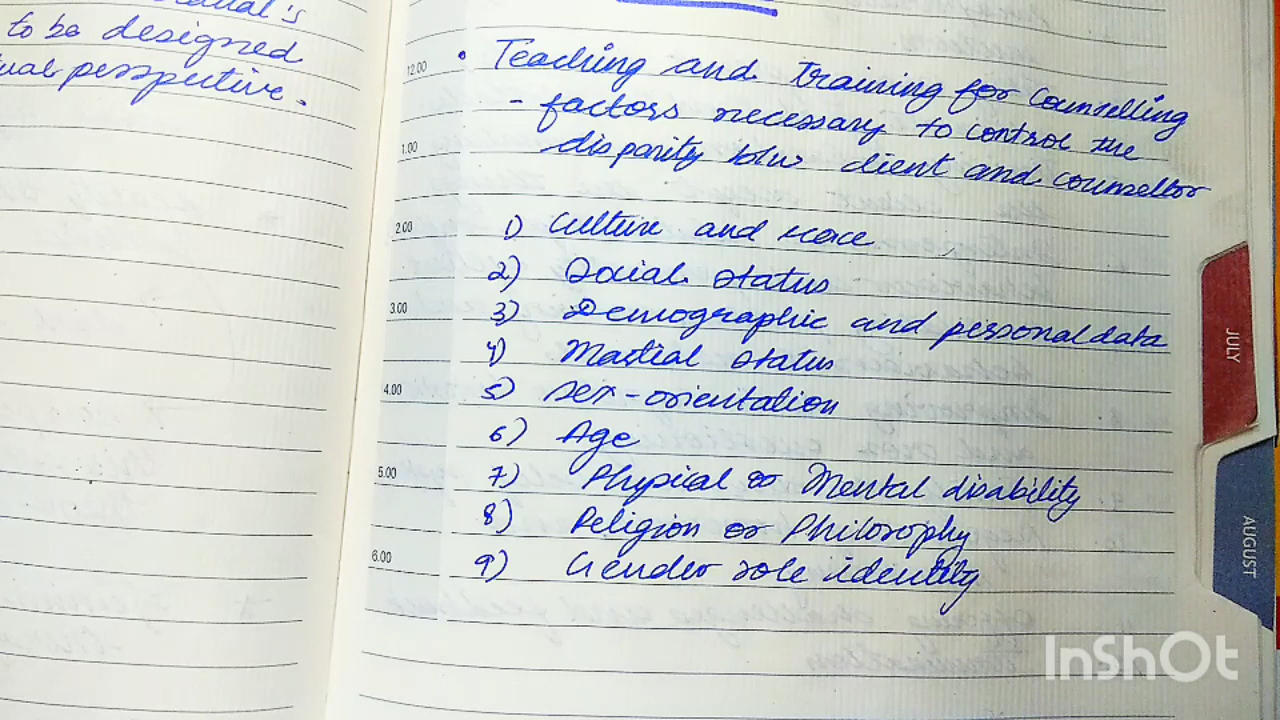 to be designed
perspective.
12.00
• Teaching and training for counselling
- factors necessary to control the
1.00
disparity b/w client and counsellor
2.00
1) Culture and race
2) Social status
3.00
3) Demographic and personal data
4) Marital status
4.00
5) Sex-orientation
6) Age
5.00
7) Physical or Mental disability
8) Religion or Philosophy
6.00
9) Gender role identity
JULY
AUGUST
InShOt